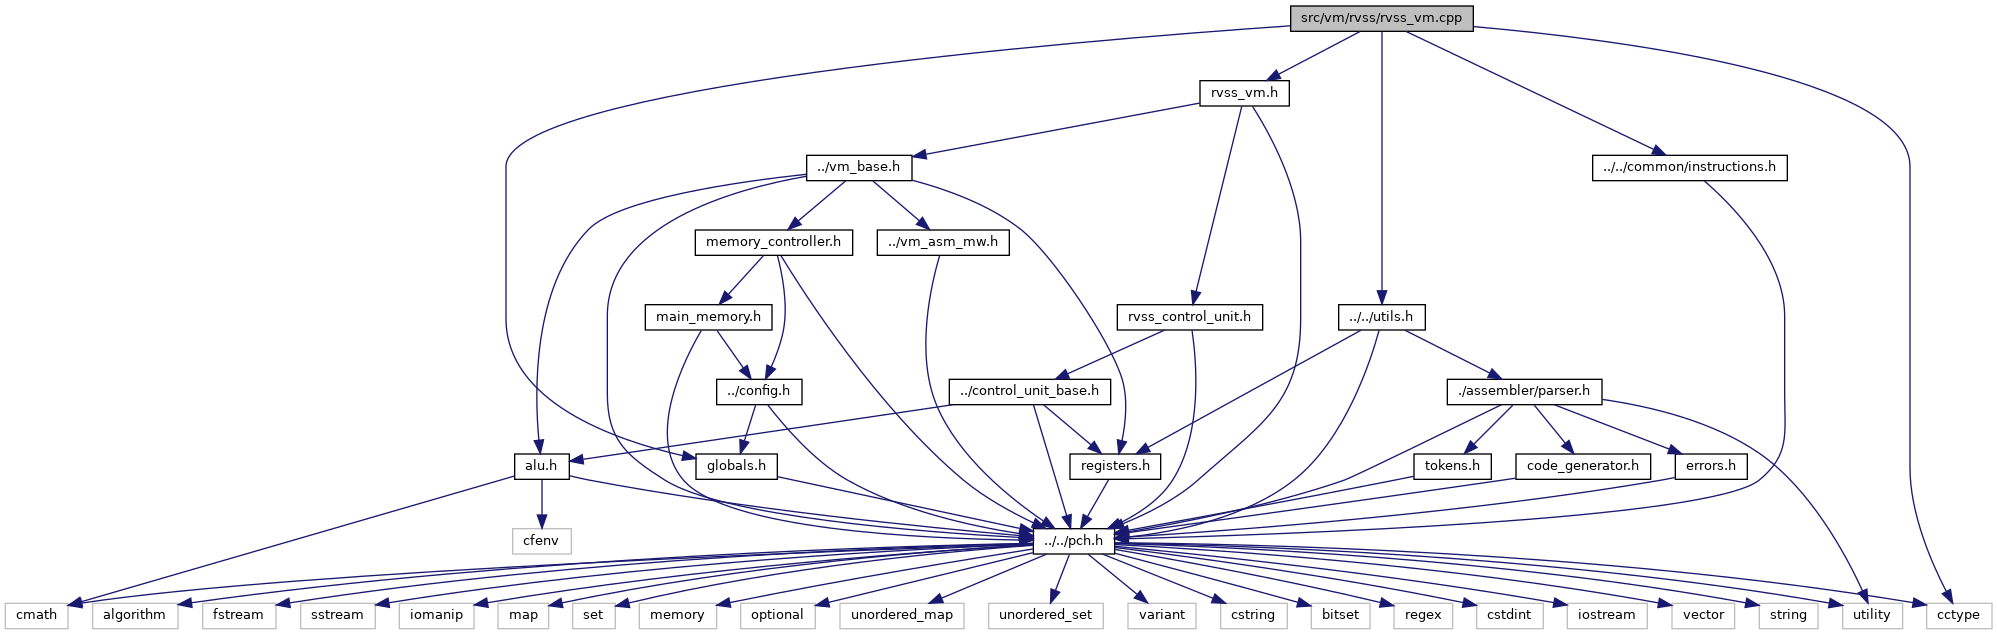 src/vm/rvss/rvss_vm.cpp
rvss_vm.h
../vm_base.h
../../common/instructions.h
memory_controller.h
../vm_asm_mw.h
main_memory.h
rvss_control_unit.h
../../utils.h
../config.h
../control_unit_base.h
./assembler/parser.h
alu.h
globals.h
registers.h
tokens.h
code_generator.h
errors.h
cfenv
../../pch.h
cmath
algorithm
fstream
sstream
iomanip
map
set
memory
optional
unordered_map
unordered_set
variant
cstring
bitset
regex
cstdint
iostream
vector
string
utility
cctype